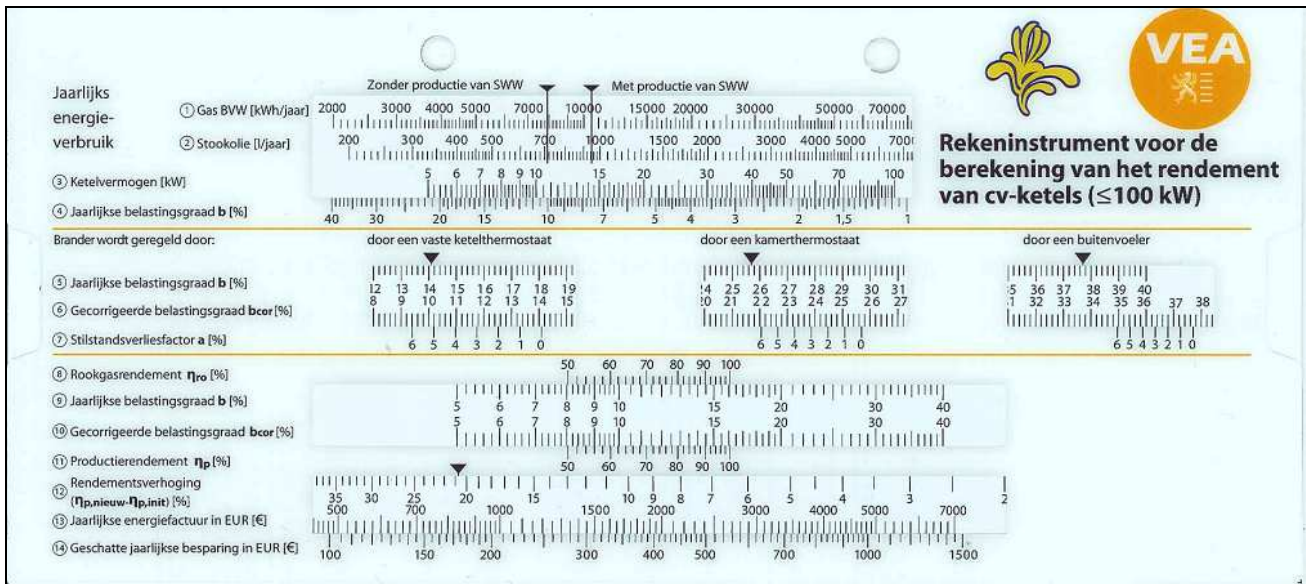 VEA
Rekeninstrument voor de
berekening van het rendement
van cv-ketels (≤100 kW)
Jaarlijks
energie-
verbruik
Zonder productie van SWW
Met productie van SWW
① Gas BVW [kWh/jaar]
2000 3000 4000 5000 7000 10000 15000 20000 30000 50000 70000
② Stookolie [l/jaar]
200 300 400 500 700 1000 1500 2000 3000 4000 5000
③ Ketelvermogen [kW]
5 6 7 8 9 10 15 20 30 40 50 70 100
④ Jaarlijkse belastingsgraad b [%]
40 30 20 15 10 7 5 4 3 2 1,5 1
Brander wordt geregeld door:
door een vaste ketelthermostaat
door een kamerthermostaat
door een buitenvoeler
⑤ Jaarlijkse belastingsgraad b [%]
12 13 14 15 16 17 18 19
25 26 27 28 29 30 31
36 37 38 39 40
⑥ Gecorrigeerde belastingsgraad bcor [%]
8 9 10 11 12 13 14 15
21 22 23 24 25 26 27
32 33 34 35 36 37 38
⑦ Stilstandsverliesfactor a [%]
6 5 4 3 2 1 0
6 5 4 3 2 1 0
6 5 4 3 2 1 0
⑧ Rookgasrendement ηro [%]
50 60 70 80 90 100
⑨ Jaarlijkse belastingsgraad b [%]
5 6 7 8 9 10 15 20 30 40
5 6 7 8 9 10 15 20 30 40
⑩ Gecorrigeerde belastingsgraad bcor [%]
⑪ Productierendement ηp [%]
50 60 70 80 90 100
⑫ Rendementsverhoging
(ηp,nieuw-ηp,init) [%]
35 30 25 20 15 10 9 8 7 6 5 4 3 2
⑬ Jaarlijkse energiefactuur in EUR [€]
500 700 1000 1500 2000 3000 4000 5000 7000
⑭ Geschatte jaarlijkse besparing in EUR [€]
100 150 200 300 400 500 700 1000 1500